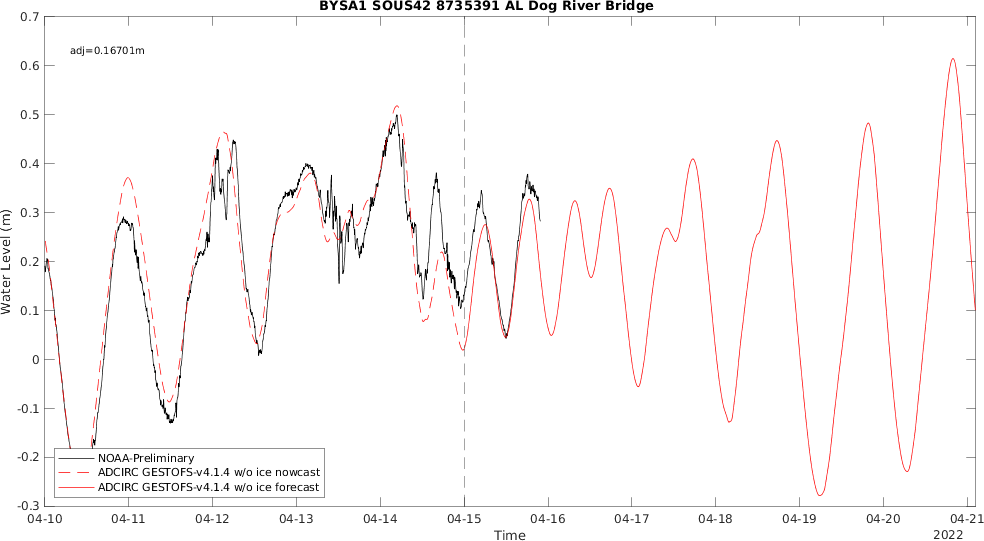 BYSA1 SOUS42 8735391 AL Dog River Bridge
adj=0.16701m
0.7
0.6
0.5
0.4
0.3
0.2
0.1
0
-0.1
-0.2
-0.3
Water Level (m)
NOAA-Preliminary
ADCIRC GESTOFS-v4.1.4 w/o ice nowcast
ADCIRC GESTOFS-v4.1.4 w/o ice forecast
04-10 04-11 04-12 04-13 04-14 04-15 04-16 04-17 04-18 04-19 04-20 04-21
Time
2022